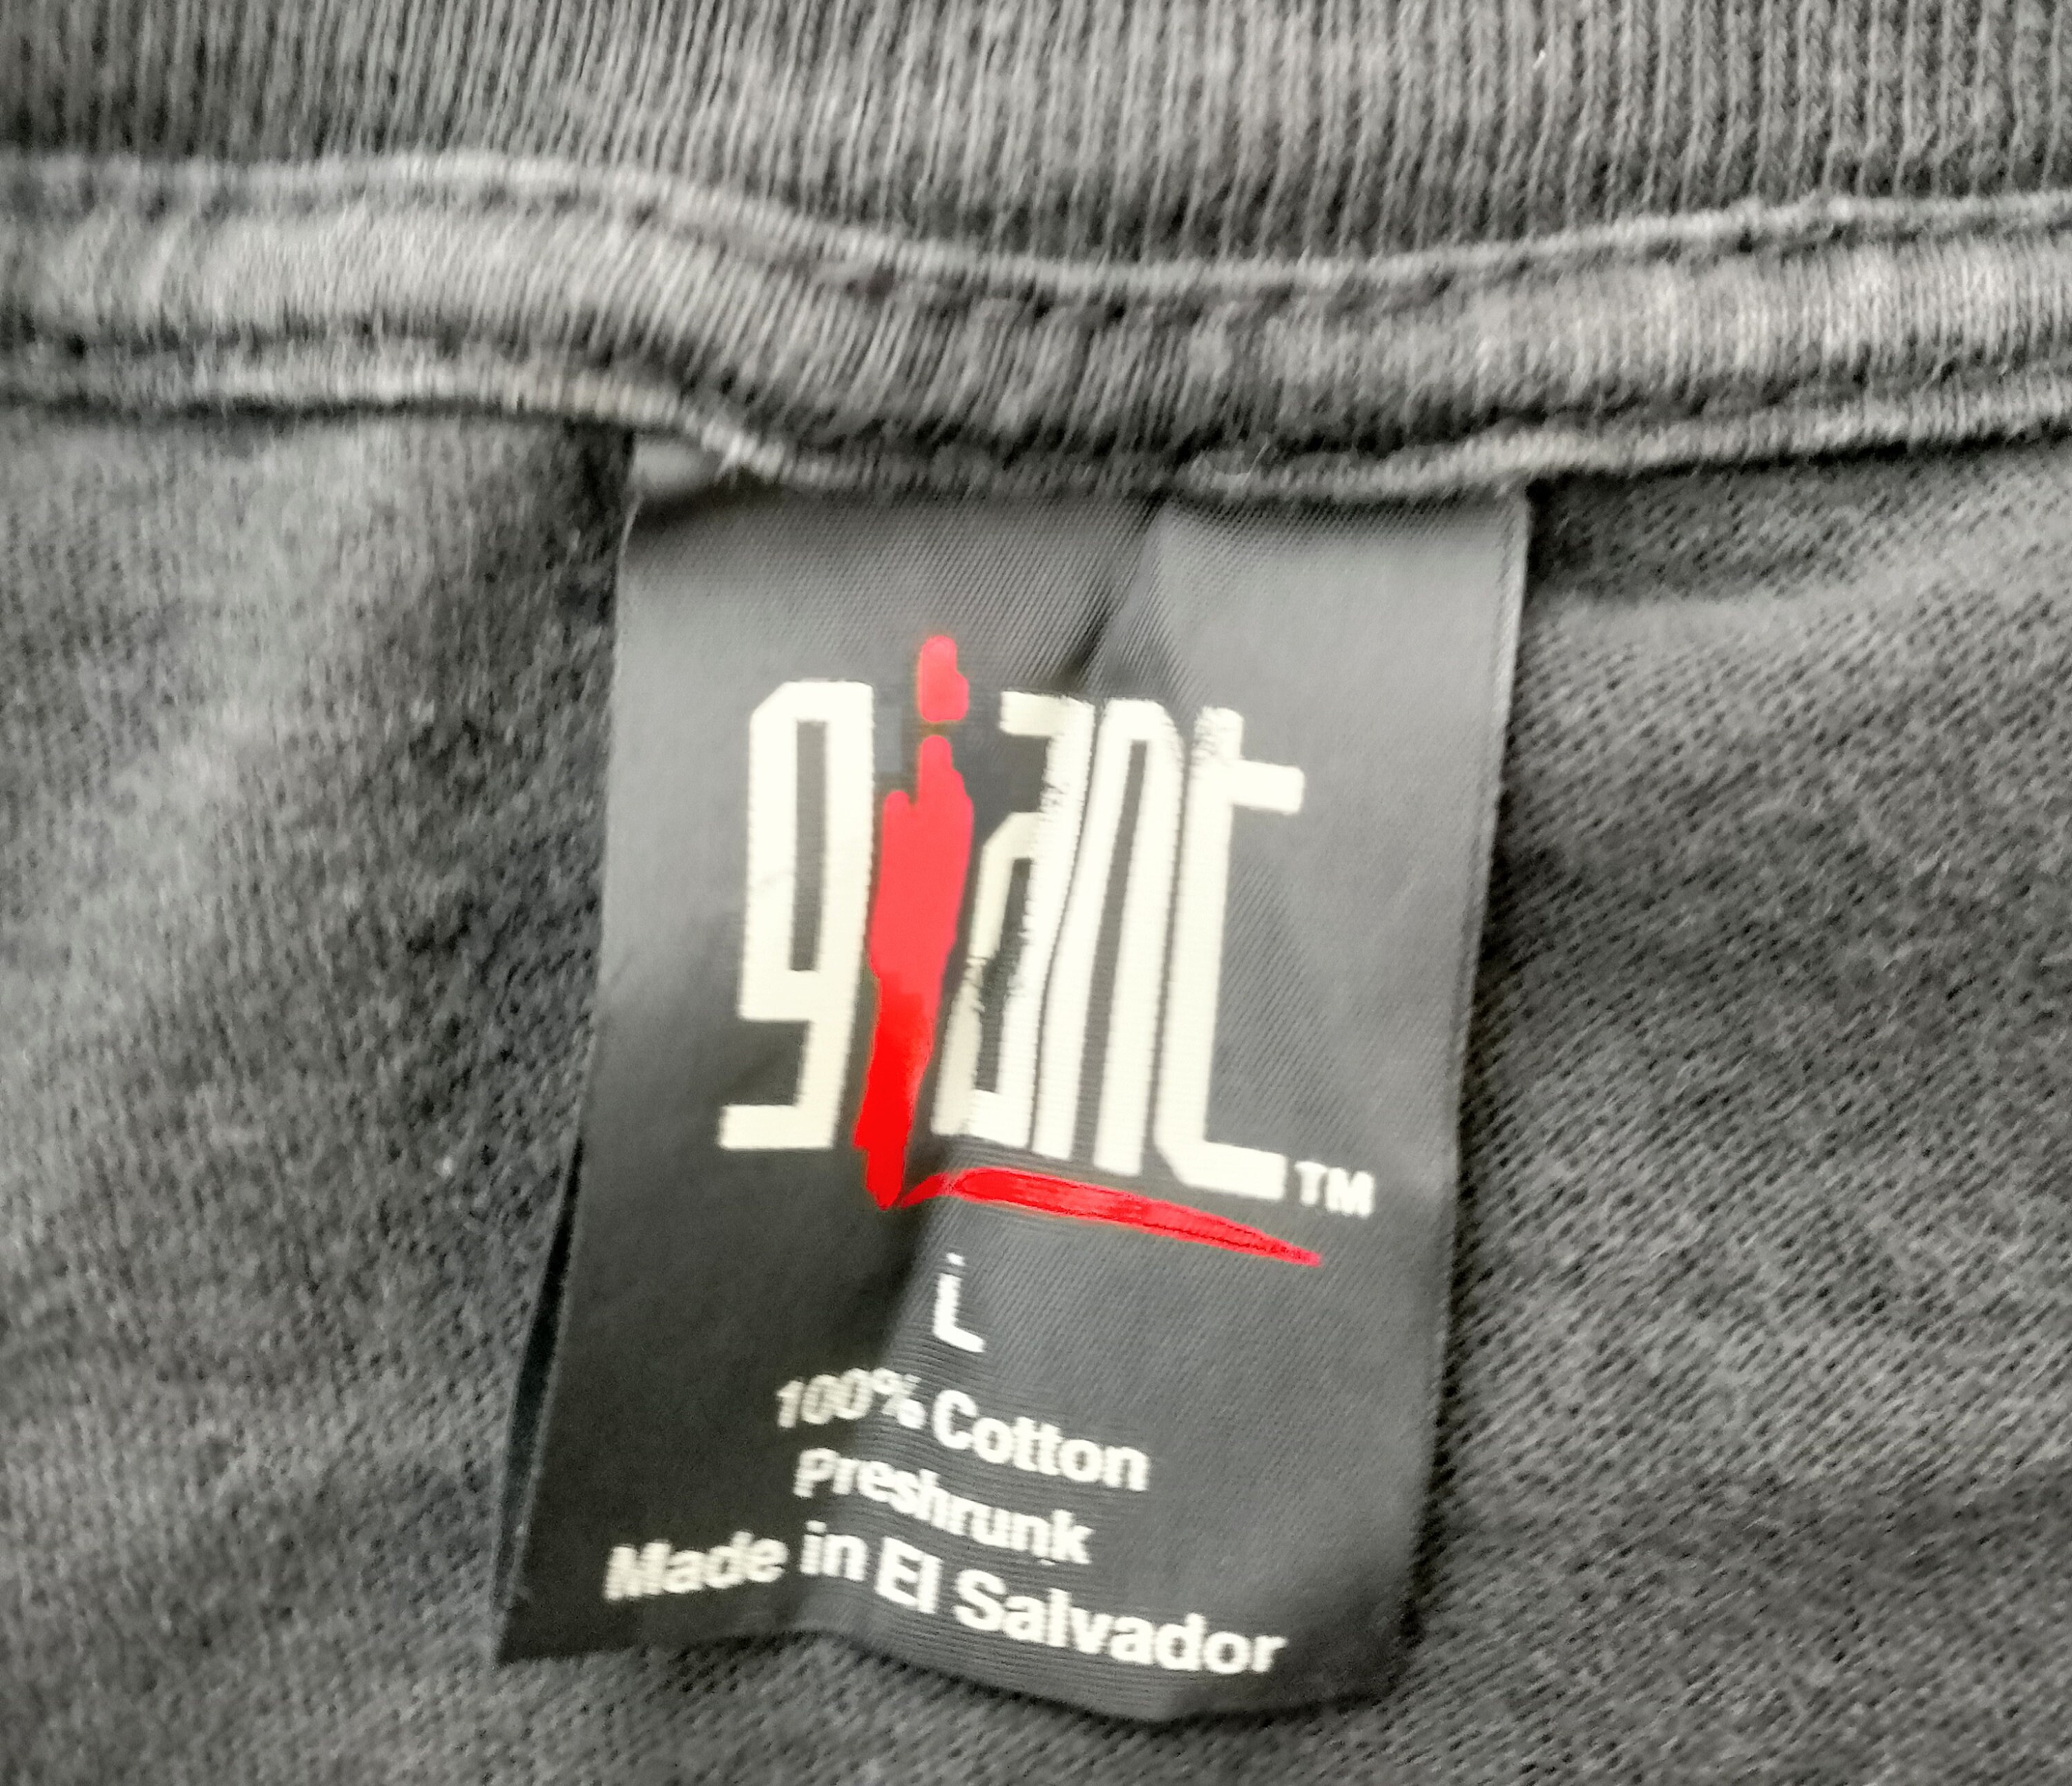 giant™
L
100% Cotton
Preshrunk
Made in El Salvador